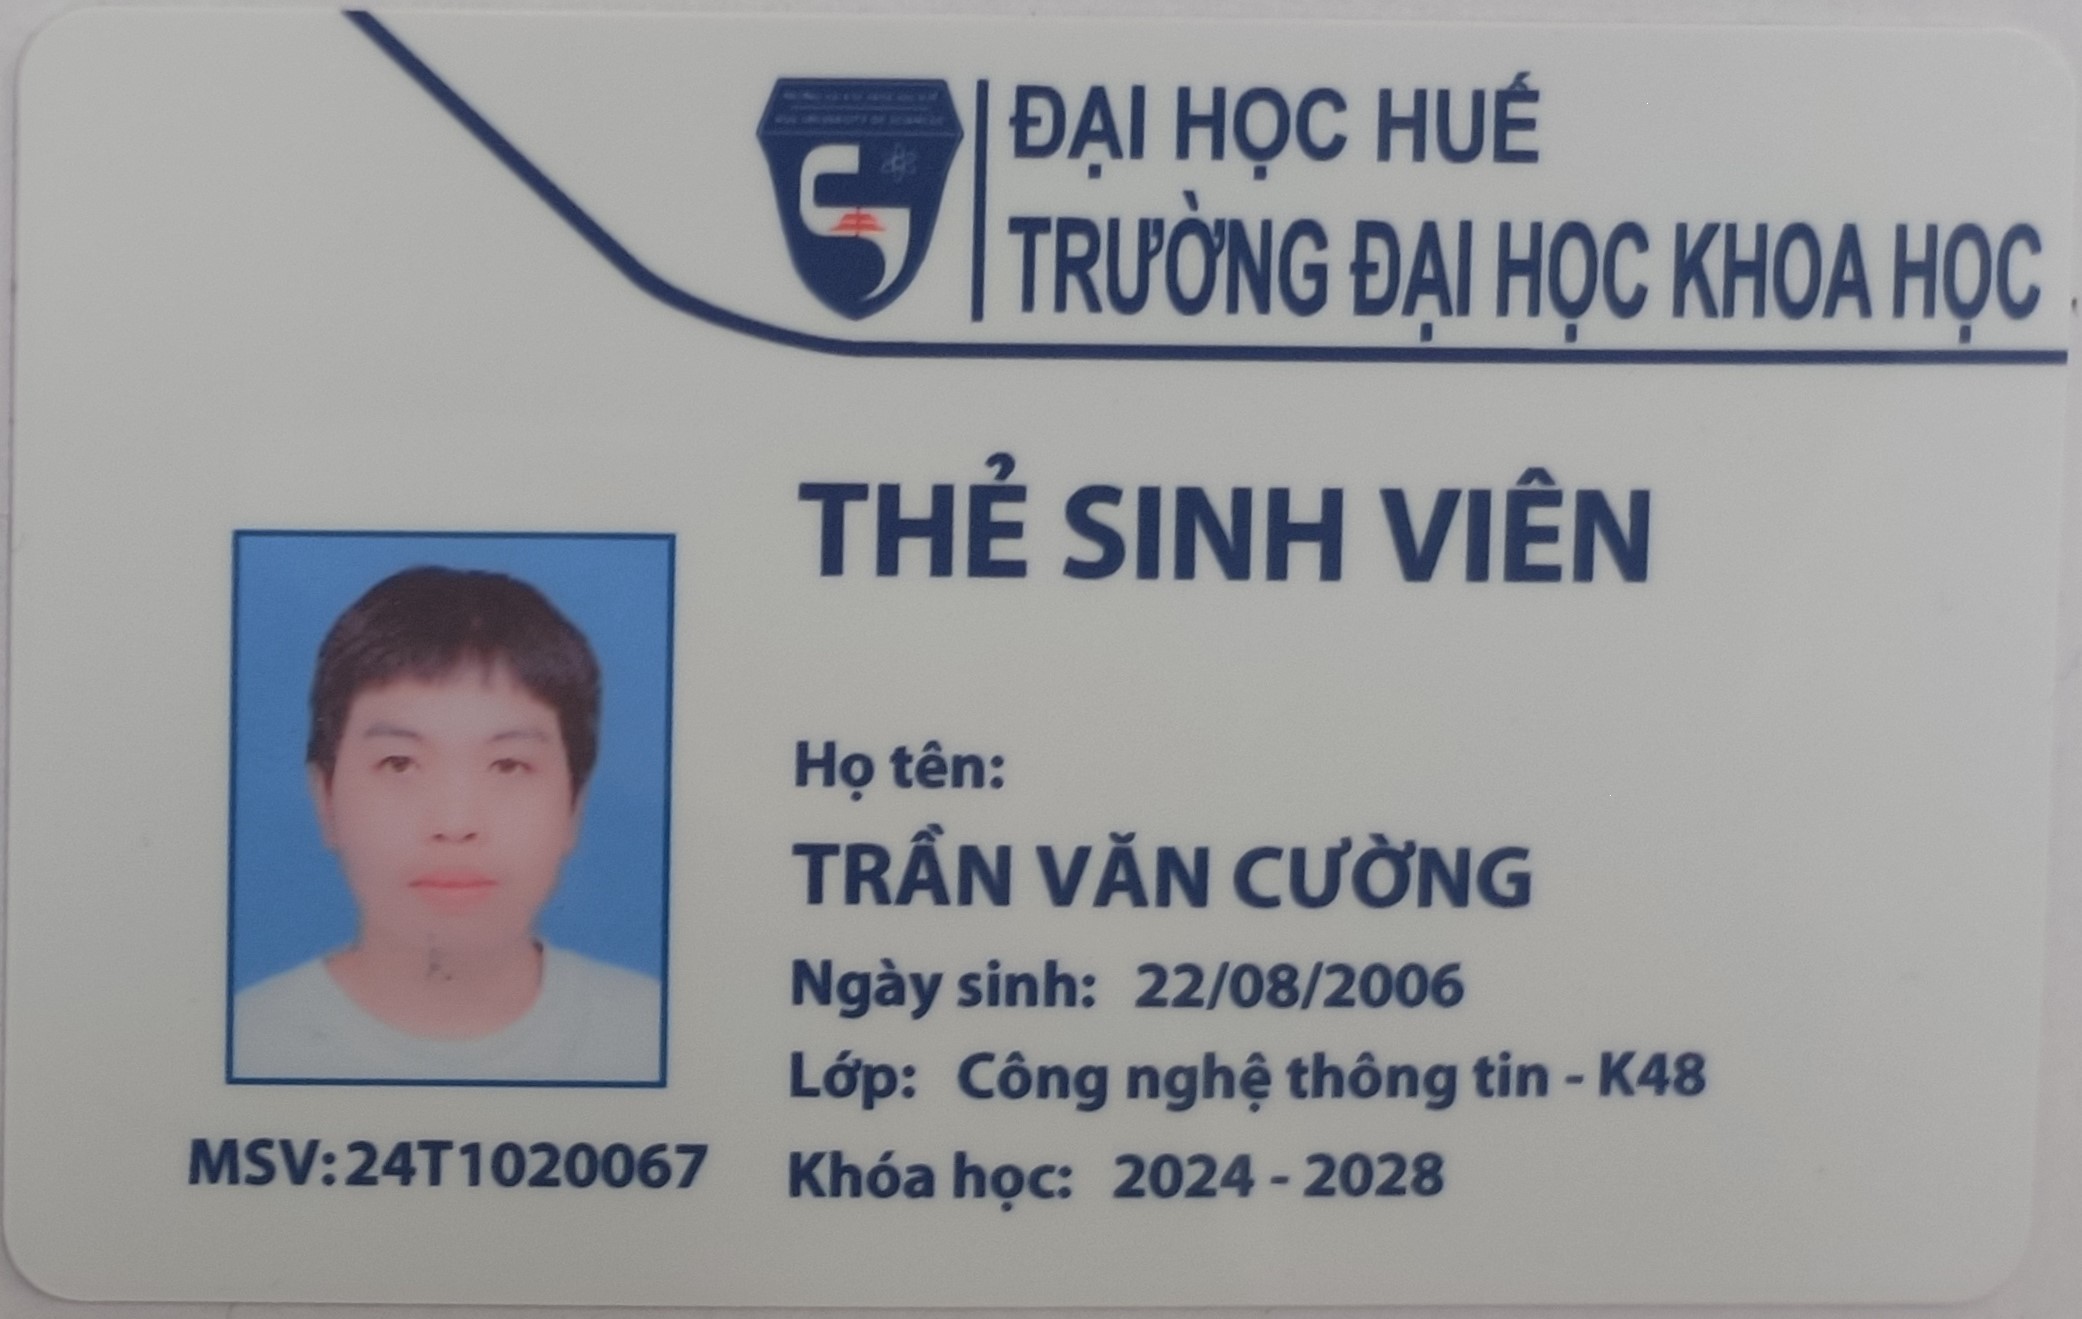 ĐẠI HỌC HUẾ
TRƯỜNG ĐẠI HỌC KHOA HỌC
THẺ SINH VIÊN
Họ tên:
TRẦN VĂN CƯỜNG
Ngày sinh: 22/08/2006
Lớp: Công nghệ thông tin - K48
Khóa học: 2024 - 2028
MSV: 24T1020067